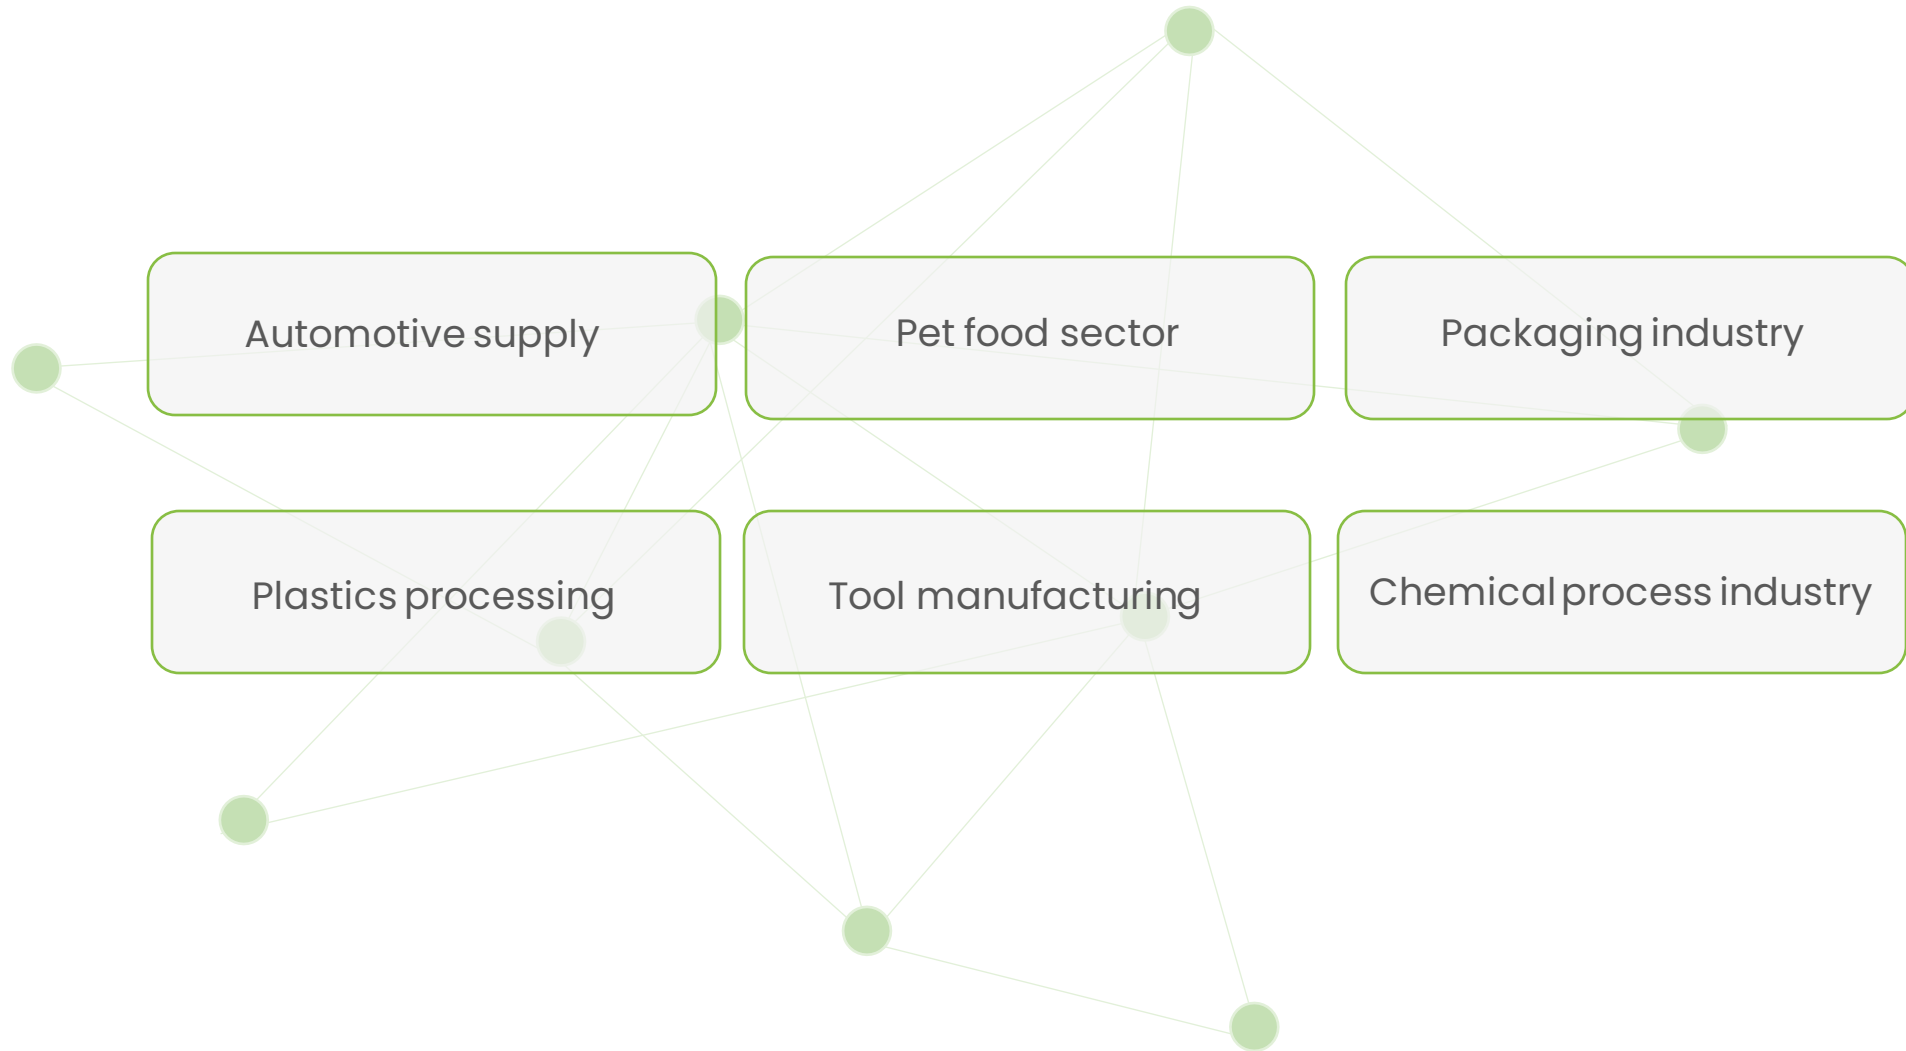 Automotive supply
Pet food sector
Packaging industry
Plastics processing
Tool manufacturing
Chemical process industry